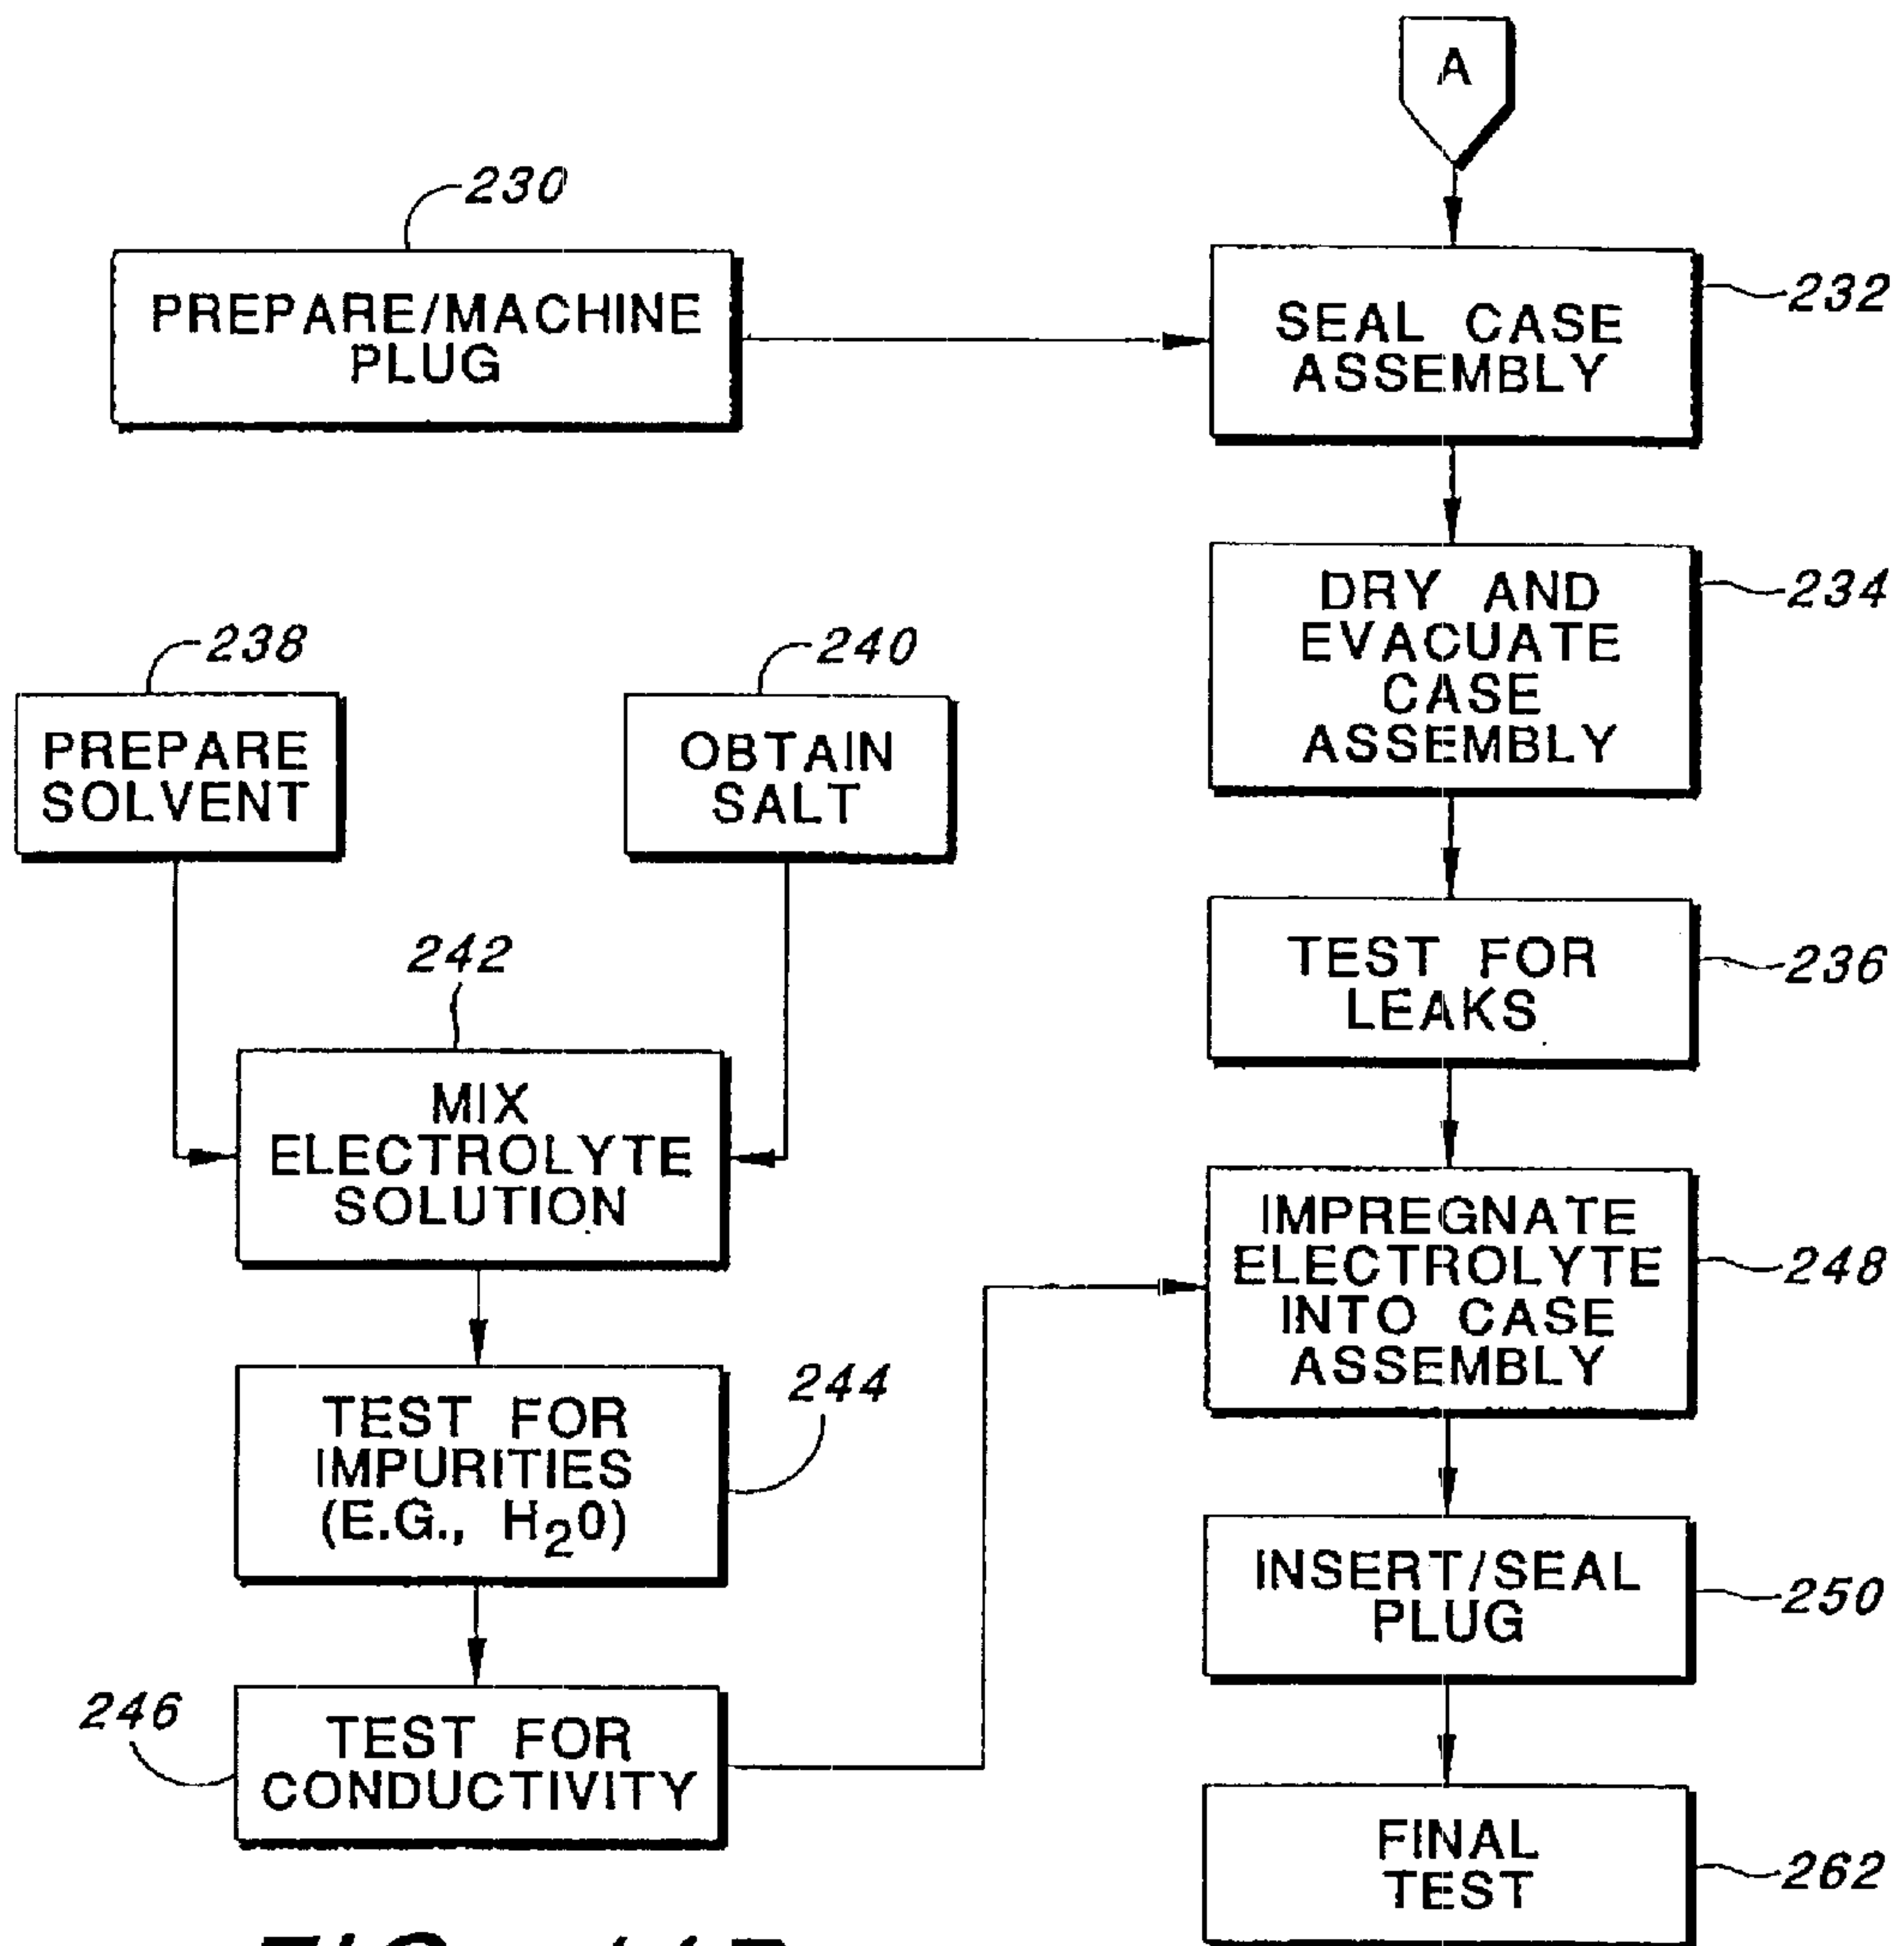 A
230
PREPARE/MACHINE
PLUG
SEAL CASE
ASSEMBLY
232
DRY AND
EVACUATE
CASE
ASSEMBLY
234
238
PREPARE
SOLVENT
240
OBTAIN
SALT
TEST FOR
LEAKS
236
242
MIX
ELECTROLYTE
SOLUTION
IMPREGNATE
ELECTROLYTE
INTO CASE
ASSEMBLY
248
TEST FOR
IMPURITIES
(E.G., H₂0)
244
INSERT/SEAL
PLUG
250
246
TEST FOR
CONDUCTIVITY
FINAL
TEST
262